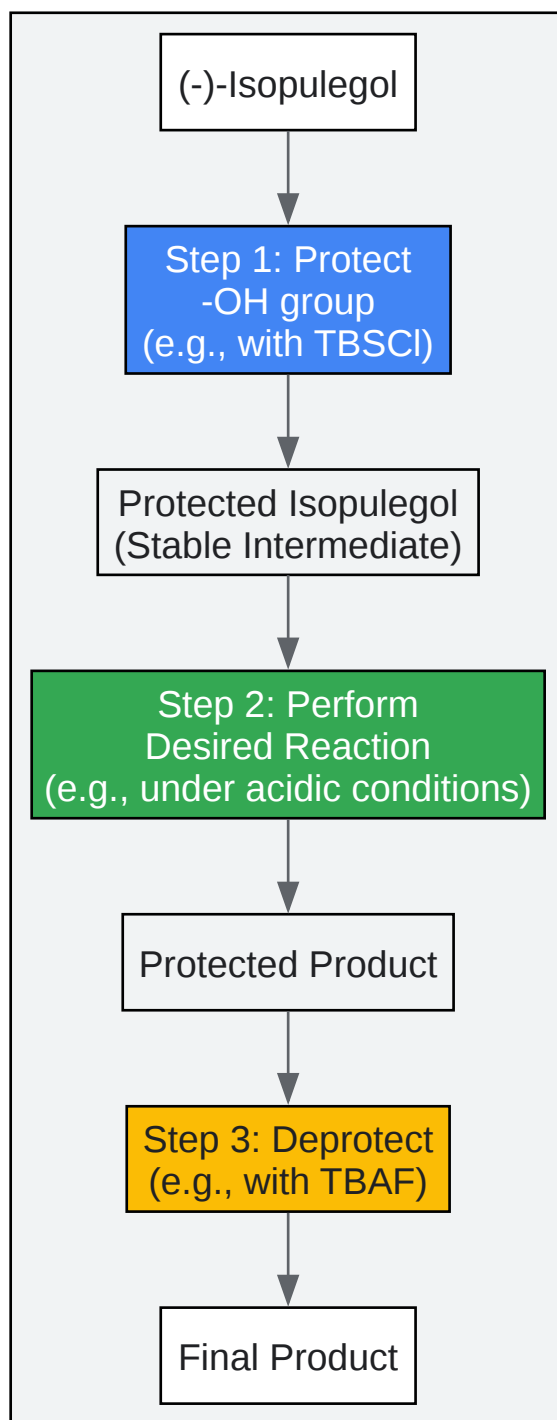 (-)-Isopulegol
Step 1: Protect
-OH group
(e.g., with TBSCl)
Protected Isopulegol
(Stable Intermediate)
Step 2: Perform
Desired Reaction
(e.g., under acidic conditions)
Protected Product
Step 3: Deprotect
(e.g., with TBAF)
Final Product